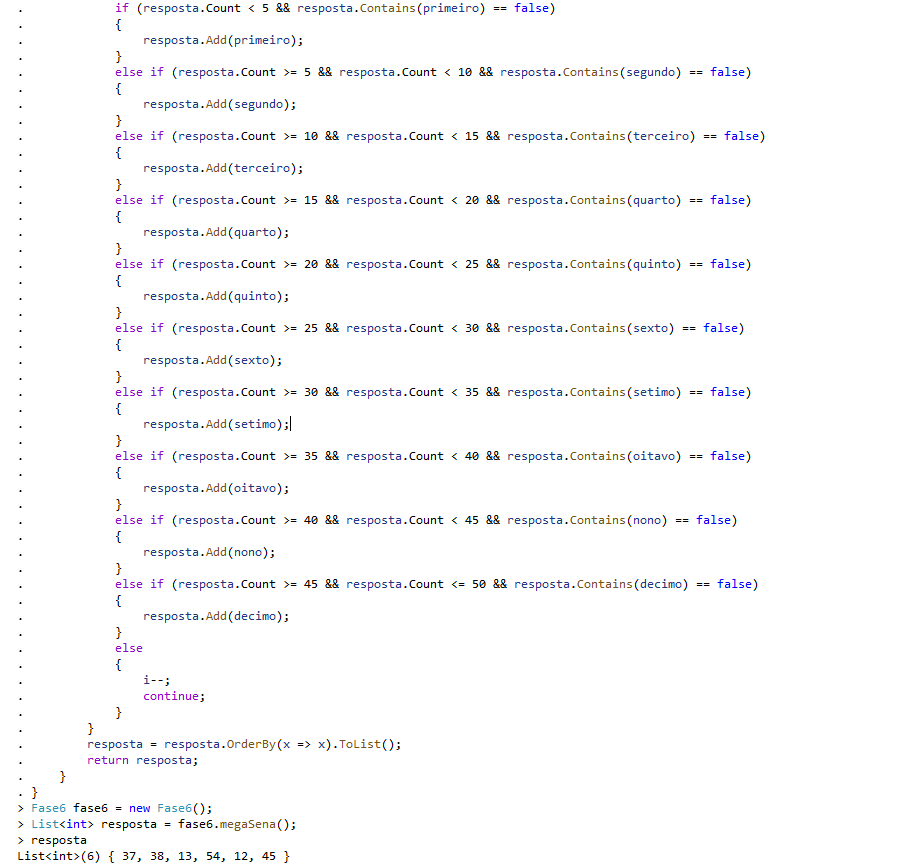 .             if (resposta.Count < 5 && resposta.Contains(primeiro) == false)
.             {
.                 resposta.Add(primeiro);
.             }
.             else if (resposta.Count >= 5 && resposta.Count < 10 && resposta.Contains(segundo) == false)
.             {
.                 resposta.Add(segundo);
.             }
.             else if (resposta.Count >= 10 && resposta.Count < 15 && resposta.Contains(terceiro) == false)
.             {
.                 resposta.Add(terceiro);
.             }
.             else if (resposta.Count >= 15 && resposta.Count < 20 && resposta.Contains(quarto) == false)
.             {
.                 resposta.Add(quarto);
.             }
.             else if (resposta.Count >= 20 && resposta.Count < 25 && resposta.Contains(quinto) == false)
.             {
.                 resposta.Add(quinto);
.             }
.             else if (resposta.Count >= 25 && resposta.Count < 30 && resposta.Contains(sexto) == false)
.             {
.                 resposta.Add(sexto);
.             }
.             else if (resposta.Count >= 30 && resposta.Count < 35 && resposta.Contains(setimo) == false)
.             {
.                 resposta.Add(setimo);
.             }
.             else if (resposta.Count >= 35 && resposta.Count < 40 && resposta.Contains(oitavo) == false)
.             {
.                 resposta.Add(oitavo);
.             }
.             else if (resposta.Count >= 40 && resposta.Count < 45 && resposta.Contains(nono) == false)
.             {
.                 resposta.Add(nono);
.             }
.             else if (resposta.Count >= 45 && resposta.Count <= 50 && resposta.Contains(decimo) == false)
.             {
.                 resposta.Add(decimo);
.             }
.             else
.             {
.                 i--;
.                 continue;
.             }
.         }
.         resposta = resposta.OrderBy(x => x).ToList();
.         return resposta;
.     }
. }
> Fase6 fase6 = new Fase6();
> List<int> resposta = fase6.megaSena();
> resposta
List<int>(6) { 37, 38, 13, 54, 12, 45 }